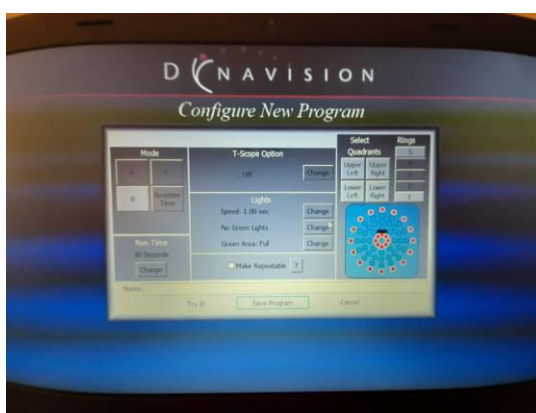 DYNAVISION
Configure New Program
Mode
A
C
B
Reaction
Time
Run Time
Change
T-Scope Option
Off
Change
Lights
Speed: 1.00 sec
Change
No Green Lights
Change
Green Area: Full
Change
Make Repeatable
?
Select
Quadrants
Upper
Left
Upper
Right
Lower
Left
Lower
Right
Rings
5
1
Notes
Try It
Save Program
Cancel